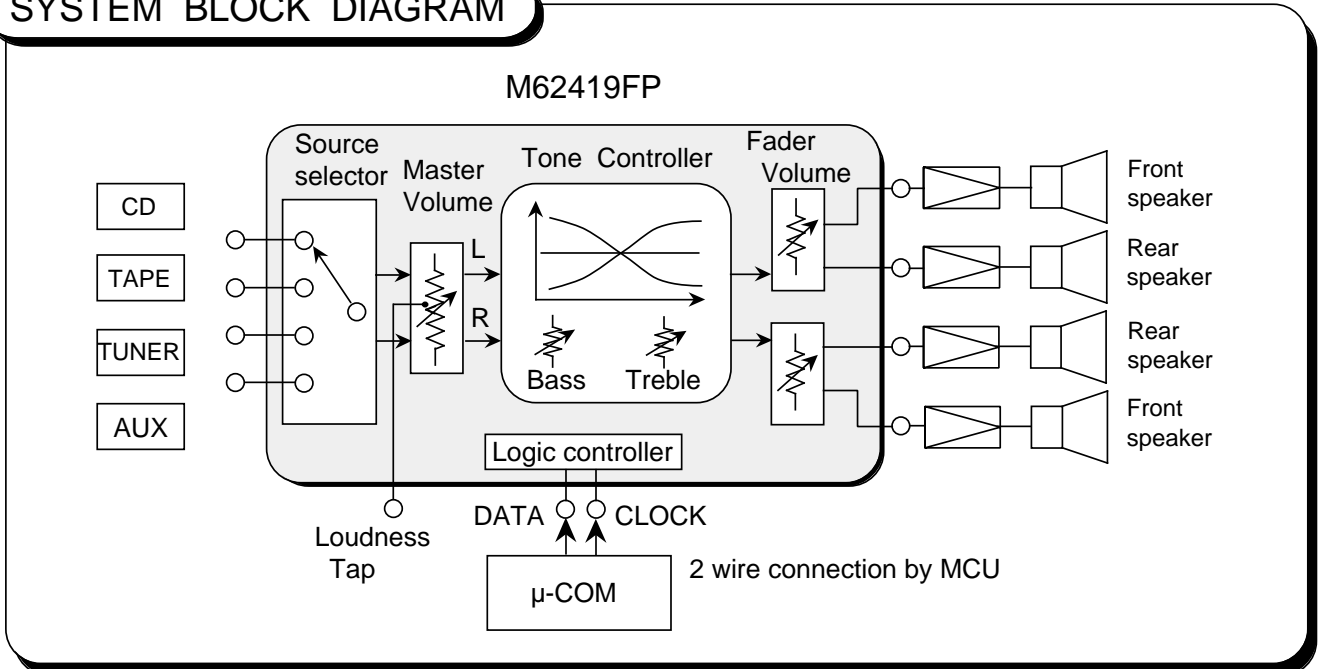 SYSTEM BLOCK DIAGRAM
M62419FP
Source
selector
Master
Volume
Tone Controller
Fader
Volume
CD
TAPE
TUNER
AUX
L
R
Bass
Treble
Front
speaker
Rear
speaker
Rear
speaker
Front
speaker
Logic controller
DATA
CLOCK
Loudness
Tap
µ-COM
2 wire connection by MCU